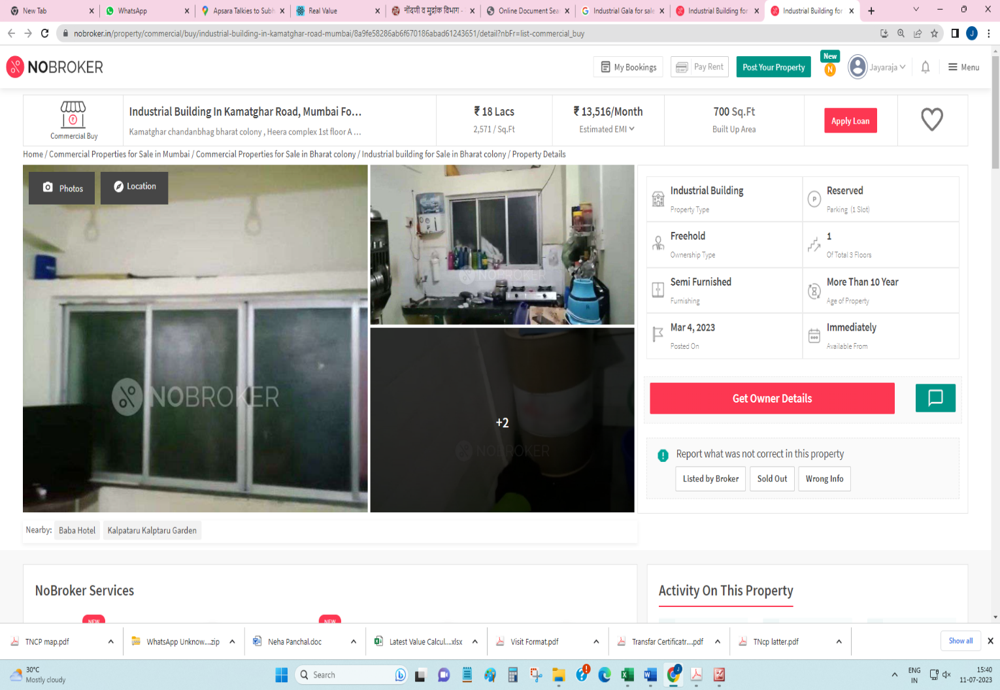 New Tab
WhatsApp
Apsara Talkies to Subh
Real Value
नोंदणी व मुद्रांक विभाग -
Online Document Sea
Industrial Gala for sale
Industrial Building for
Industrial Building for
nobroker.in/property/commercial/buy/industrial-building-in-kamatghar-road-mumbai/8a9fe58286ab6f670186abad61243651/detail?nbFr=list-commercial_buy
J
NOBROKER
My Bookings
Pay Rent
Post Your Property
New
N
Jayaraja
Menu
Commercial Buy
Industrial Building In Kamatghar Road, Mumbai Fo...
Kamatghar chandanbhag bharat colony , Heera complex 1st floor A ...
₹ 18 Lacs
2,571 / Sq.Ft
₹ 13,516/Month
Estimated EMI
700 Sq.Ft
Built Up Area
Apply Loan
Home / Commercial Properties for Sale in Mumbai / Commercial Properties for Sale in Bharat colony / Industrial building for Sale in Bharat colony / Property Details
Photos
Location
NOBROKER
NOBROKER
+2
NOBROKER
Industrial Building
Property Type
P
Reserved
Parking (1 Slot)
Freehold
Ownership Type
1
Of Total 3 Floors
Semi Furnished
Furnishing
More Than 10 Year
Age of Property
Mar 4, 2023
Posted On
Immediately
Available From
Get Owner Details
Report what was not correct in this property
Listed by Broker
Sold Out
Wrong Info
Nearby:
Baba Hotel
Kalpataru Kalptaru Garden
NoBroker Services
NEW
NEW
Activity On This Property
TNCP map.pdf
WhatsApp Unknow....zip
Neha Panchal.doc
Latest Value Calcul....xlsx
Visit Format.pdf
Transfar Certificatr....pdf
TNcp latter.pdf
Show all
30°C
Mostly cloudy
Search
ENG
IN
15:40
11-07-2023